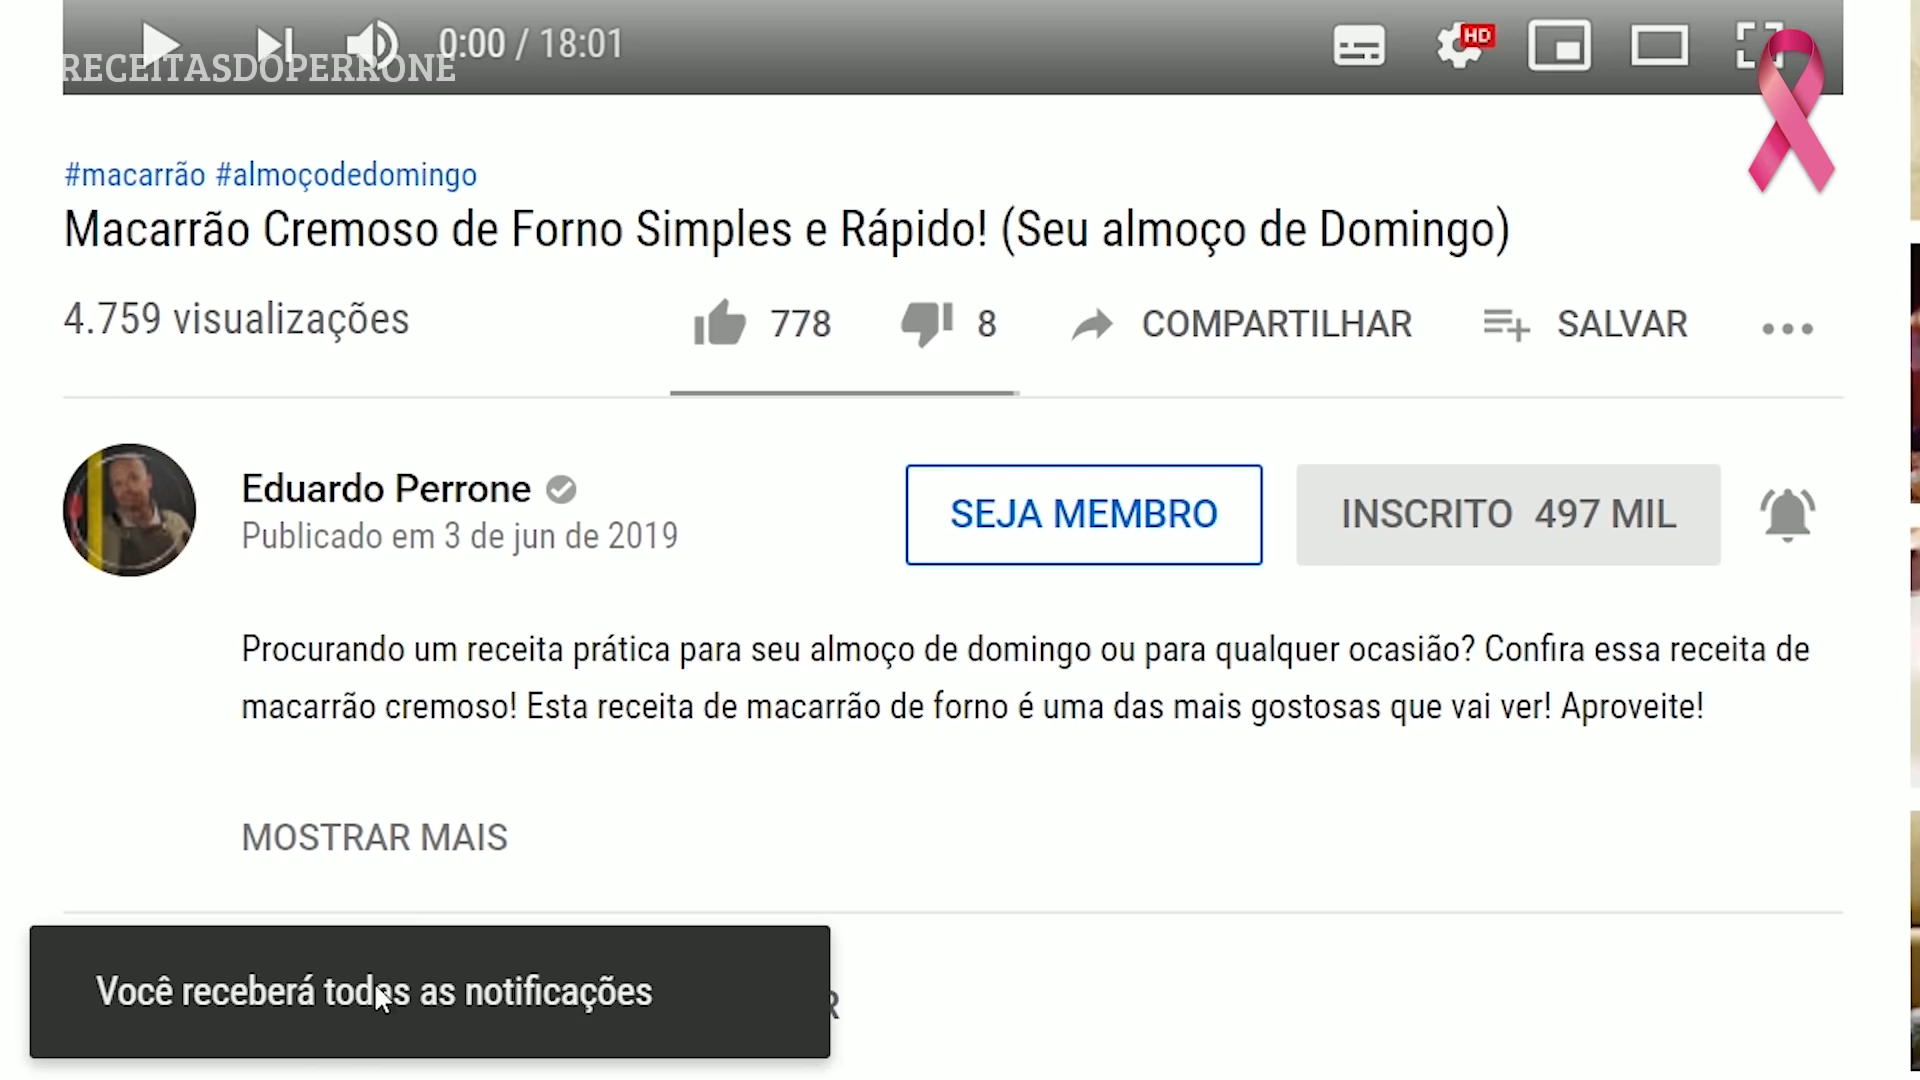 0:00 / 18:01
HD
RECEITASDOPERRONE
#macarrão #almoçodedomingo
Macarrão Cremoso de Forno Simples e Rápido! (Seu almoço de Domingo)
4.759 visualizações
778
8
COMPARTILHAR
SALVAR
Eduardo Perrone
SEJA MEMBRO
INSCRITO 497 MIL
Publicado em 3 de jun de 2019
Procurando um receita prática para seu almoço de domingo ou para qualquer ocasião? Confira essa receita de
macarrão cremoso! Esta receita de macarrão de forno é uma das mais gostosas que vai ver! Aproveite!
MOSTRAR MAIS
Você receberá todas as notificações